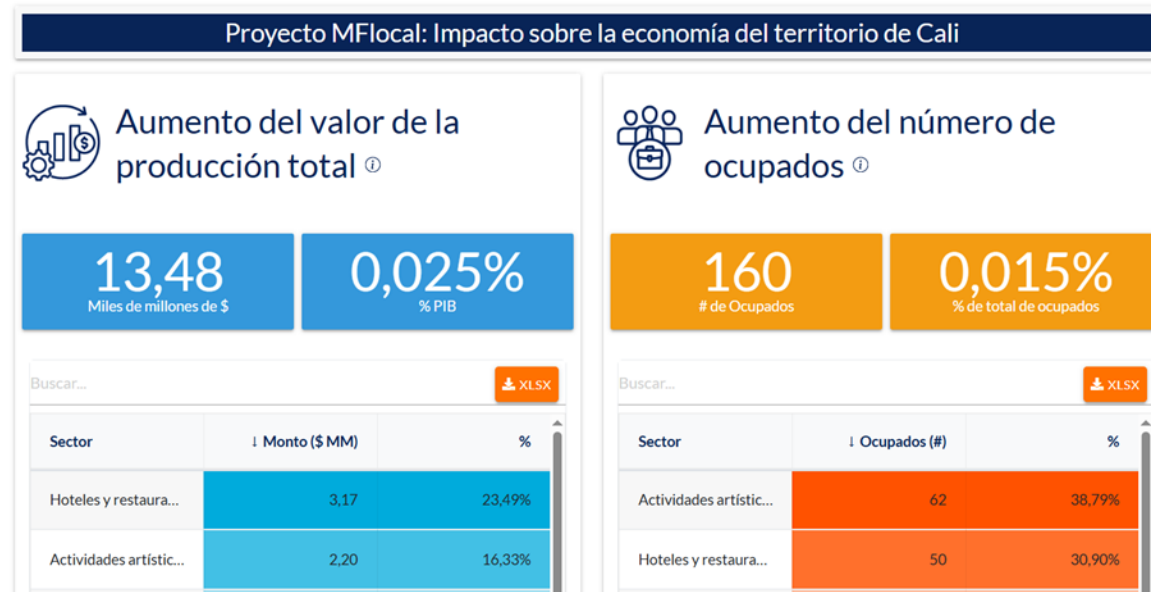 Proyecto MFlocal: Impacto sobre la economía del territorio de Cali
Aumento del valor de la
producción total
13,48
Miles de millones de $
0,025%
% PIB
Buscar...
XLSX
Sector ↓ Monto ($ MM) %
Hoteles y restaura... 3,17 23,49%
Actividades artístic... 2,20 16,33%
Aumento del número de
ocupados
160
# de Ocupados
0,015%
% de total de ocupados
Buscar...
XLSX
Sector ↓ Ocupados (#) %
Actividades artístic... 62 38,79%
Hoteles y restaura... 50 30,90%